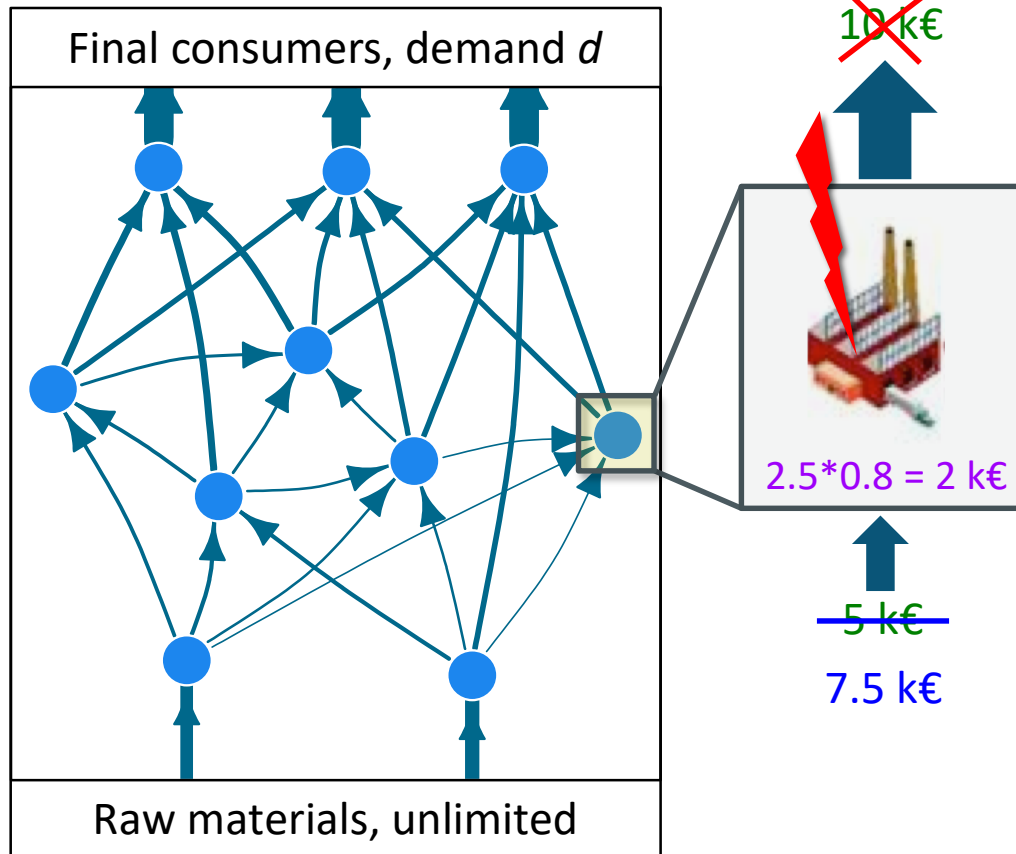 Final consumers, demand d
10 k€
2.5*0.8 = 2 k€
5 k€
7.5 k€
Raw materials, unlimited